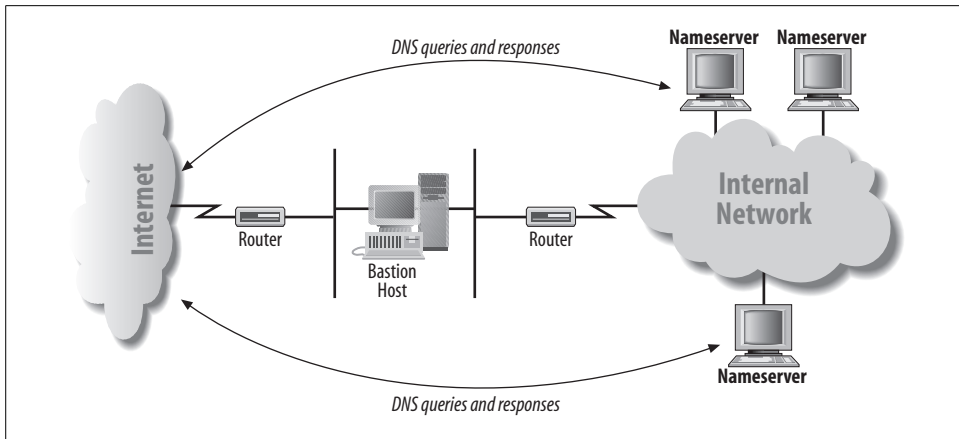 DNS queries and responses
Nameserver Nameserver
Internet
Internal
Network
Router
Bastion
Host
Router
Nameserver
DNS queries and responses